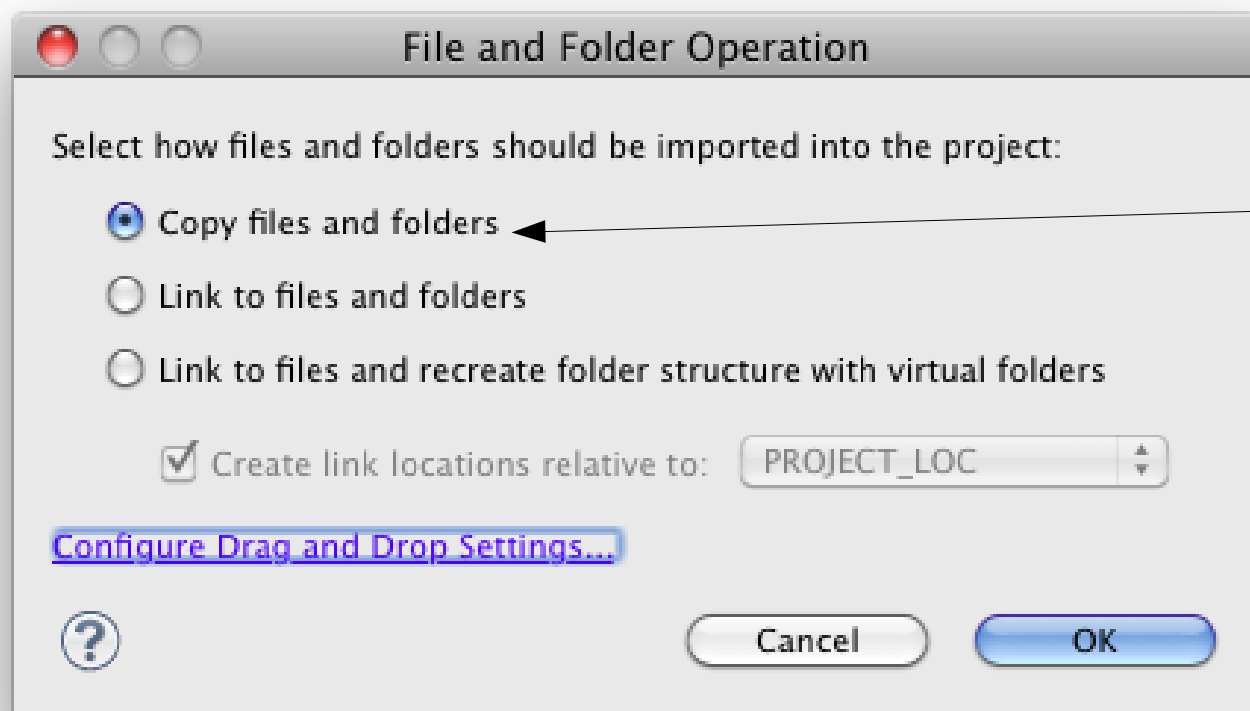 File and Folder Operation
Select how files and folders should be imported into the project:
Copy files and folders
Link to files and folders
Link to files and recreate folder structure with virtual folders
Create link locations relative to: PROJECT_LOC
Configure Drag and Drop Settings...
? Cancel OK